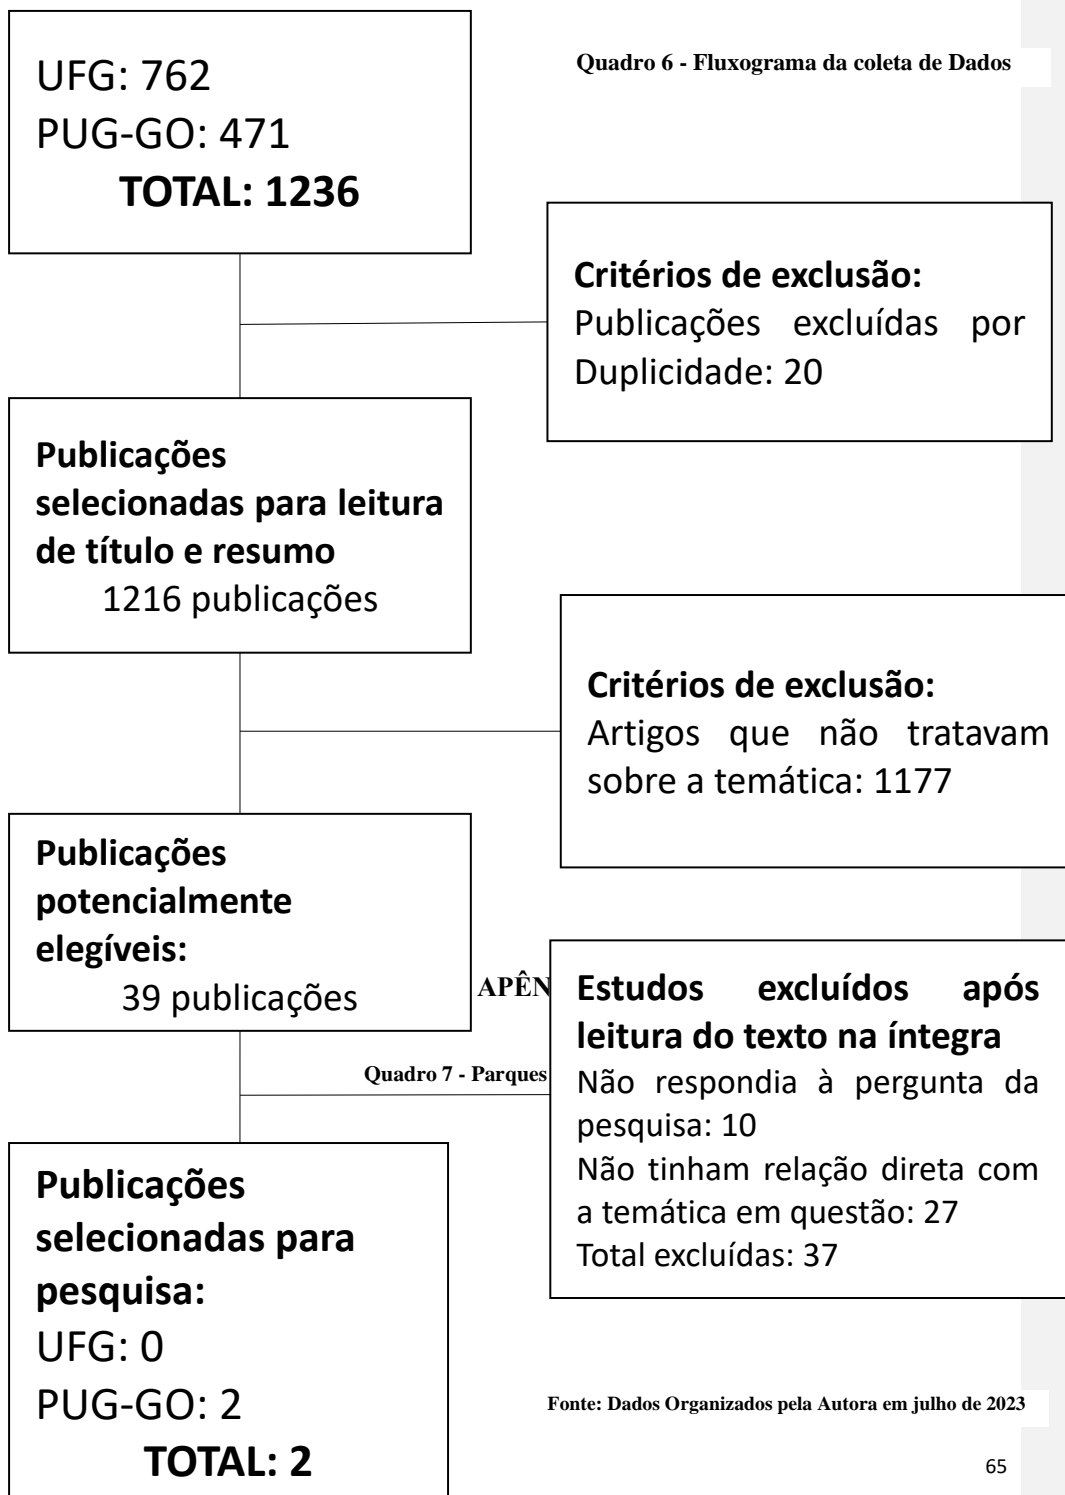 Quadro 6 - Fluxograma da coleta de Dados
UFG: 762
PUG-GO: 471
TOTAL: 1236
Critérios de exclusão:
Publicações excluídas por
Duplicidade: 20
Publicações
selecionadas para leitura
de título e resumo
1216 publicações
Critérios de exclusão:
Artigos que não tratavam
sobre a temática: 1177
Publicações
potencialmente
elegíveis:
39 publicações
APÊN
Estudos excluídos após
leitura do texto na íntegra
Não respondia à pergunta da
pesquisa: 10
Não tinham relação direta com
a temática em questão: 27
Total excluídas: 37
Quadro 7 - Parques
Publicações
selecionadas para
pesquisa:
UFG: 0
PUG-GO: 2
TOTAL: 2
Fonte: Dados Organizados pela Autora em julho de 2023
65